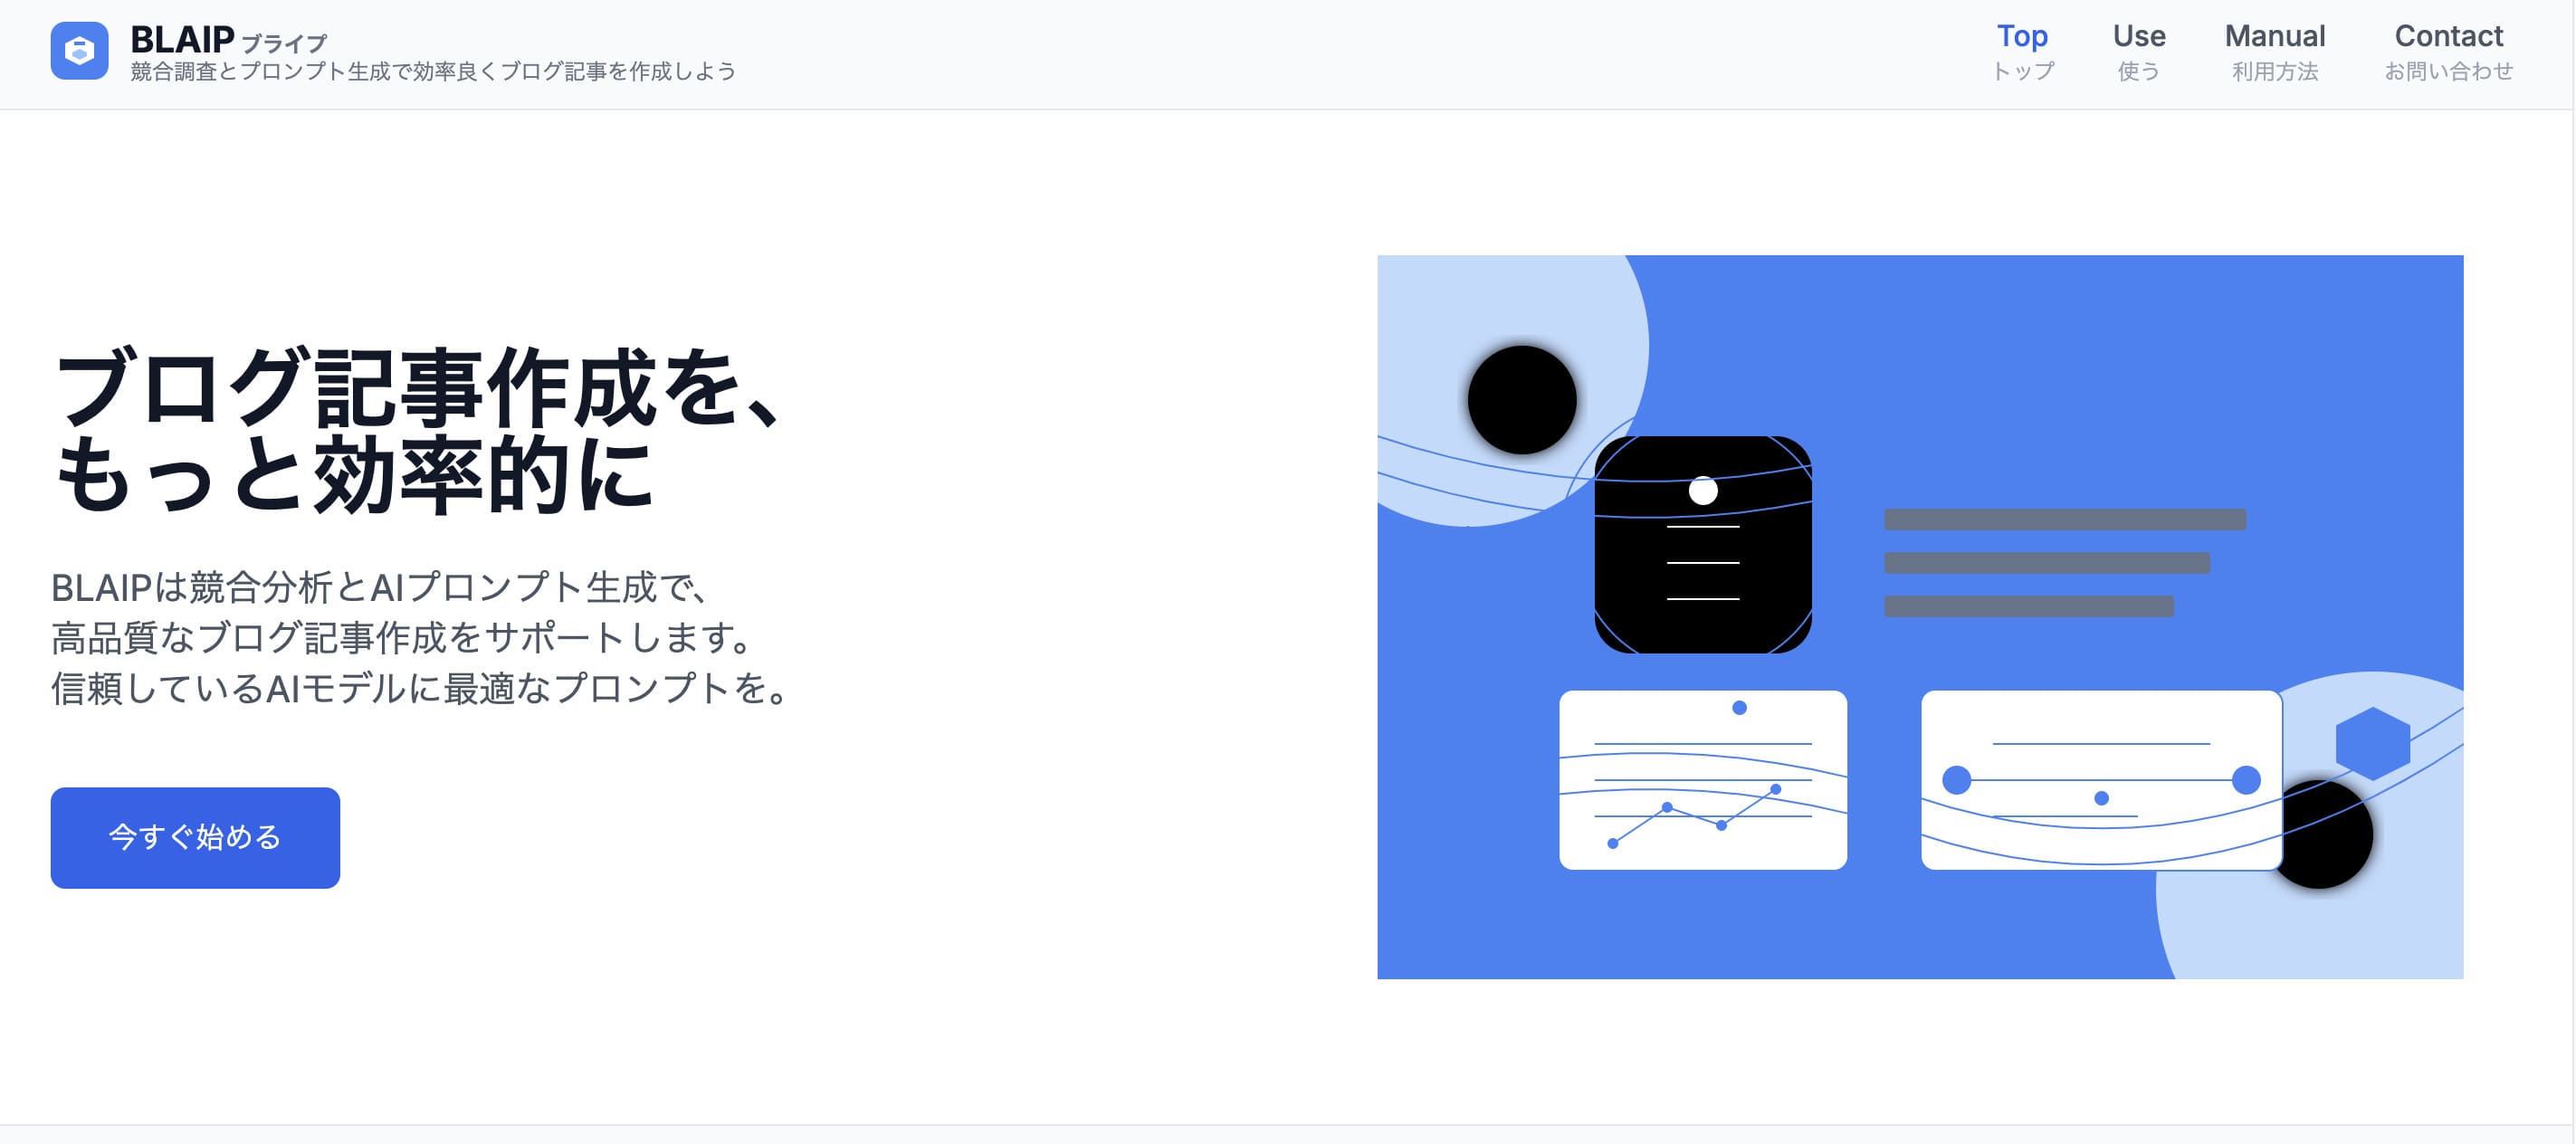 BLAIP ブライプ
競合調査とプロンプト生成で効率良くブログ記事を作成しよう
Top
トップ
Use
使う
Manual
利用方法
Contact
お問い合わせ
ブログ記事作成を、
もっと効率的に
BLAIPは競合分析とAIプロンプト生成で、
高品質なブログ記事作成をサポートします。
信頼しているAIモデルに最適なプロンプトを。
今すぐ始める